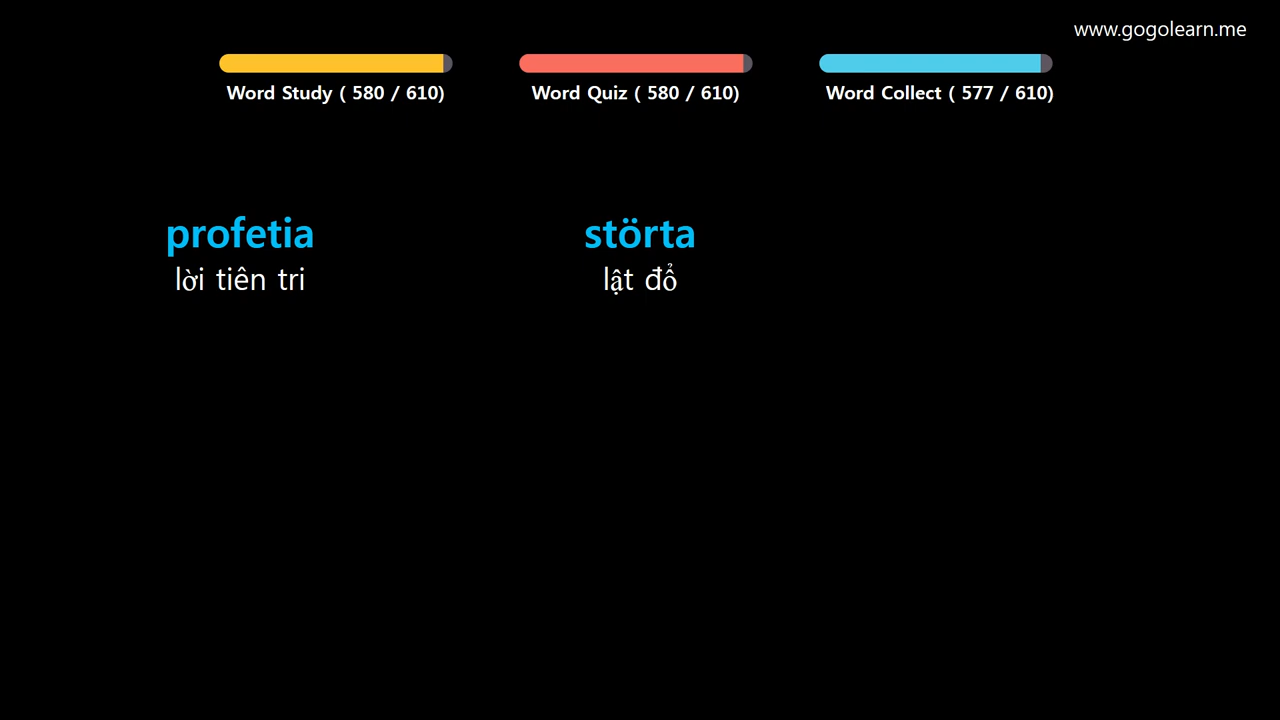 www.gogolearn.me
Word Study ( 580 / 610)
Word Quiz ( 580 / 610)
Word Collect ( 577 / 610)
profetia
lời tiên tri
störta
lật đổ